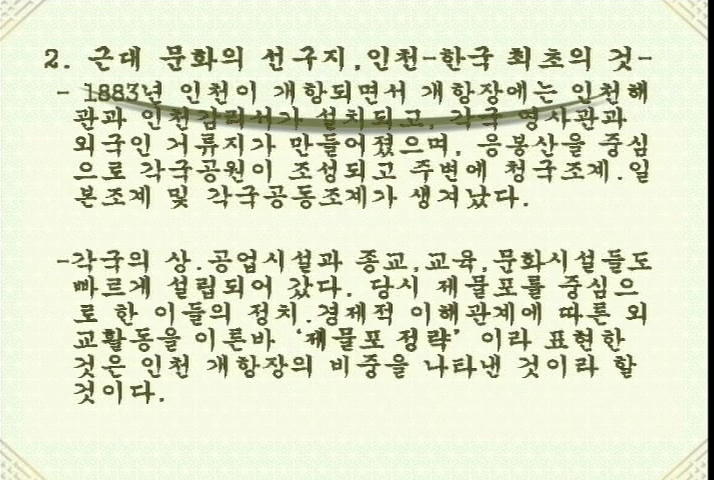 2. 근대 문화의 선구지,인천-한국 최초의 것-
- 1883년 인천이 개항되면서 개항장에는 인천해
관과 인천감리서가 설치되고, 각국 영사관과
외국인 거류지가 만들어졌으며, 응봉산을 중심
으로 각국공원이 조성되고 주변에 청국조계.일
본조계 및 각국공동조계가 생겨났다.
-각국의 상.공업시설과 종교,교육,문화시설들도
빠르게 설립되어 갔다. 당시 제물포를 중심으
로 한 이들의 정치.경제적 이해관계에 따른 외
교활동을 이른바 '제물포 정략' 이라 표현한
것은 인천 개항장의 비중을 나타낸 것이라 할
것이다.